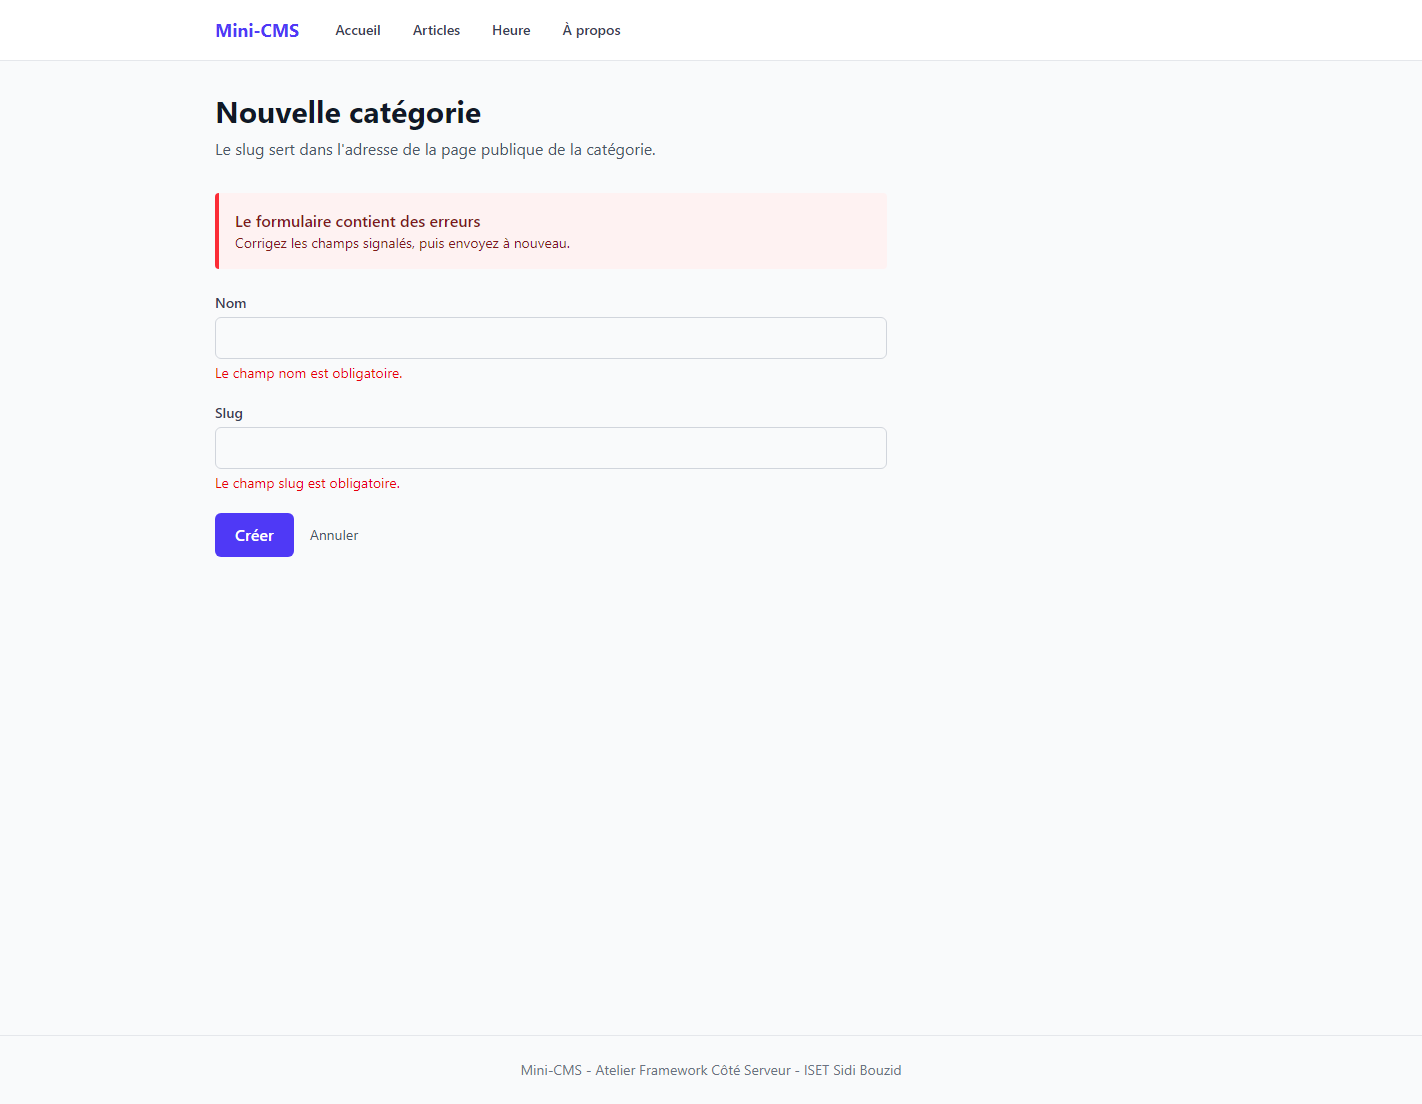 Mini-CMS Accueil Articles Heure À propos
Nouvelle catégorie
Le slug sert dans l'adresse de la page publique de la catégorie.
Le formulaire contient des erreurs
Corrigez les champs signalés, puis envoyez à nouveau.
Nom
Le champ nom est obligatoire.
Slug
Le champ slug est obligatoire.
Créer Annuler
Mini-CMS - Atelier Framework Côté Serveur - ISET Sidi Bouzid